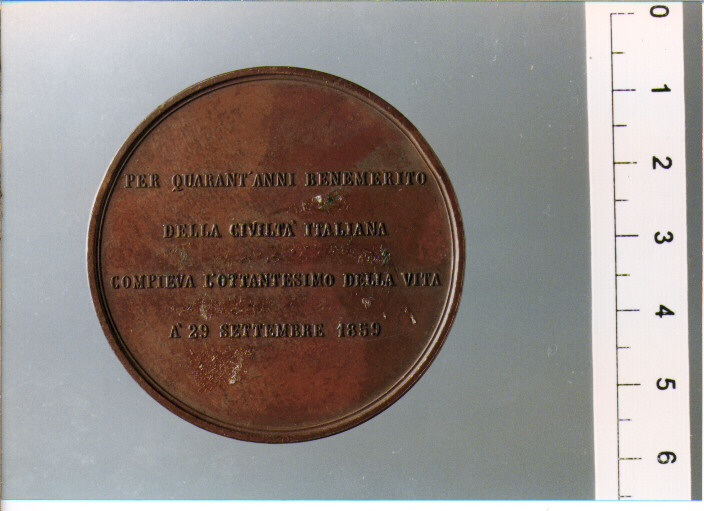 PER QUARANT'ANNI BENEMERITO
DELLA CIVILTÀ ITALIANA
COMPIEVA L'OTTANTESIMO DELLA VITA
A' 29 SETTEMBRE 1859
0
1
2
3
4
5
6